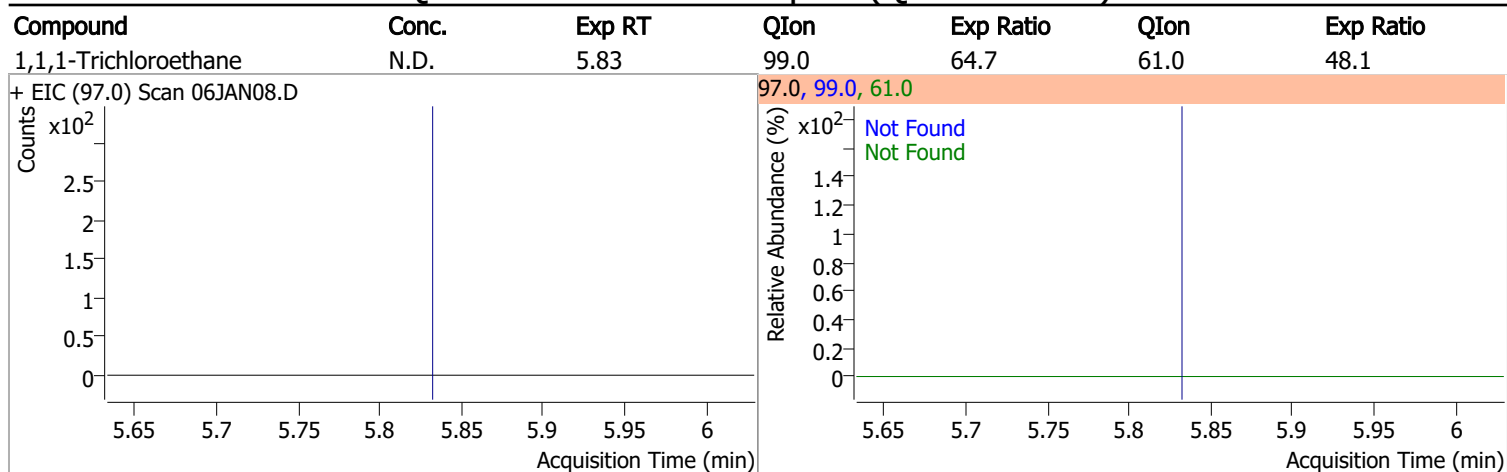 Compound Conc. Exp RT QIon Exp Ratio QIon Exp Ratio
1,1,1-Trichloroethane N.D. 5.83 99.0 64.7 61.0 48.1
+ EIC (97.0) Scan 06JAN08.D
Counts
x10²
2.5
2
1.5
1
0.5
0
5.65 5.7 5.75 5.8 5.85 5.9 5.95 6
Acquisition Time (min)
97.0, 99.0, 61.0
Relative Abundance (%)
x10²
Not Found
Not Found
1.4
1.2
1
0.8
0.6
0.4
0.2
0
5.65 5.7 5.75 5.8 5.85 5.9 5.95 6
Acquisition Time (min)